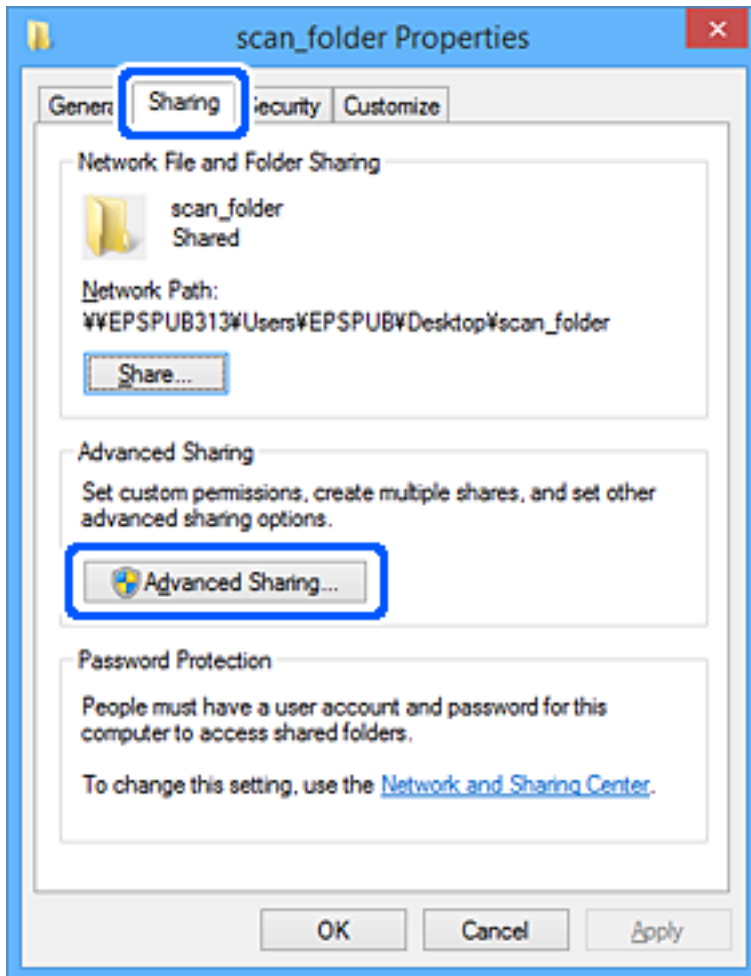 scan_folder Properties
Sharing
Customize
Network File and Folder Sharing
scan_folder
Shared
Network Path:
¥¥EPSPUB313¥Users¥EPSPUB¥Desktop¥scan_folder
Share...
Advanced Sharing
Set custom permissions, create multiple shares, and set other
advanced sharing options.
Advanced Sharing...
Password Protection
People must have a user account and password for this
computer to access shared folders.
To change this setting, use the Network and Sharing Center.
OK Cancel Apply